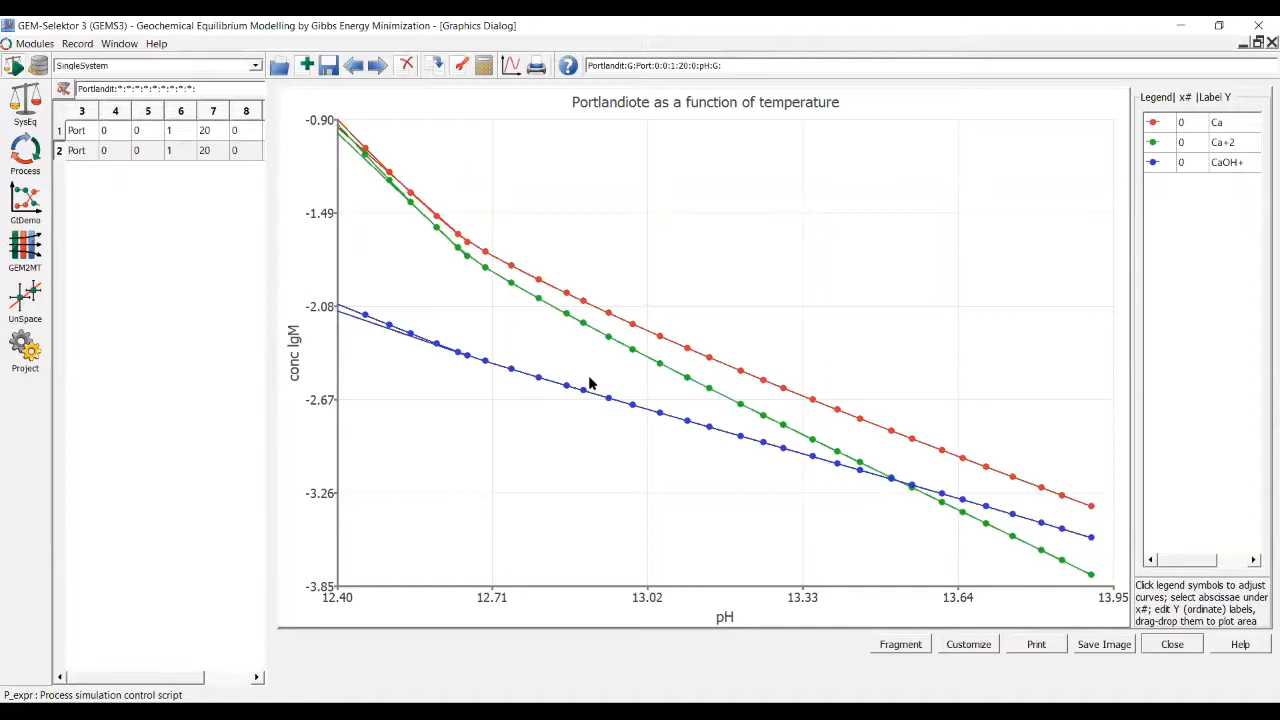 GEM-Selektor 3 (GEMS3) - Geochemical Equilibrium Modelling by Gibbs Energy Minimization - [Graphics Dialog]
Modules Record Window Help
SingleSystem
Portlandit:G:Port:0:0:1:20:0:pH:G:
Portlandit:*:*:*:*:*:*:*:*:
3 4 5 6 7 8
1 Port 0 0 1 20 0
2 Port 0 0 1 20 0
SysEq
Process
GtDemo
GEM2MT
UnSpace
Project
Portlandiote as a function of temperature
-0.90
-1.49
-2.08
-2.67
-3.26
-3.85
conc lgM
12.40 12.71 13.02 13.33 13.64 13.95
pH
Legend| x# |Label Y
0 Ca
0 Ca+2
0 CaOH+
Click legend symbols to adjust
curves; select abscissae under
x#; edit Y (ordinate) labels,
drag-drop them to plot area
Fragment Customize Print Save Image Close Help
P_expr : Process simulation control script